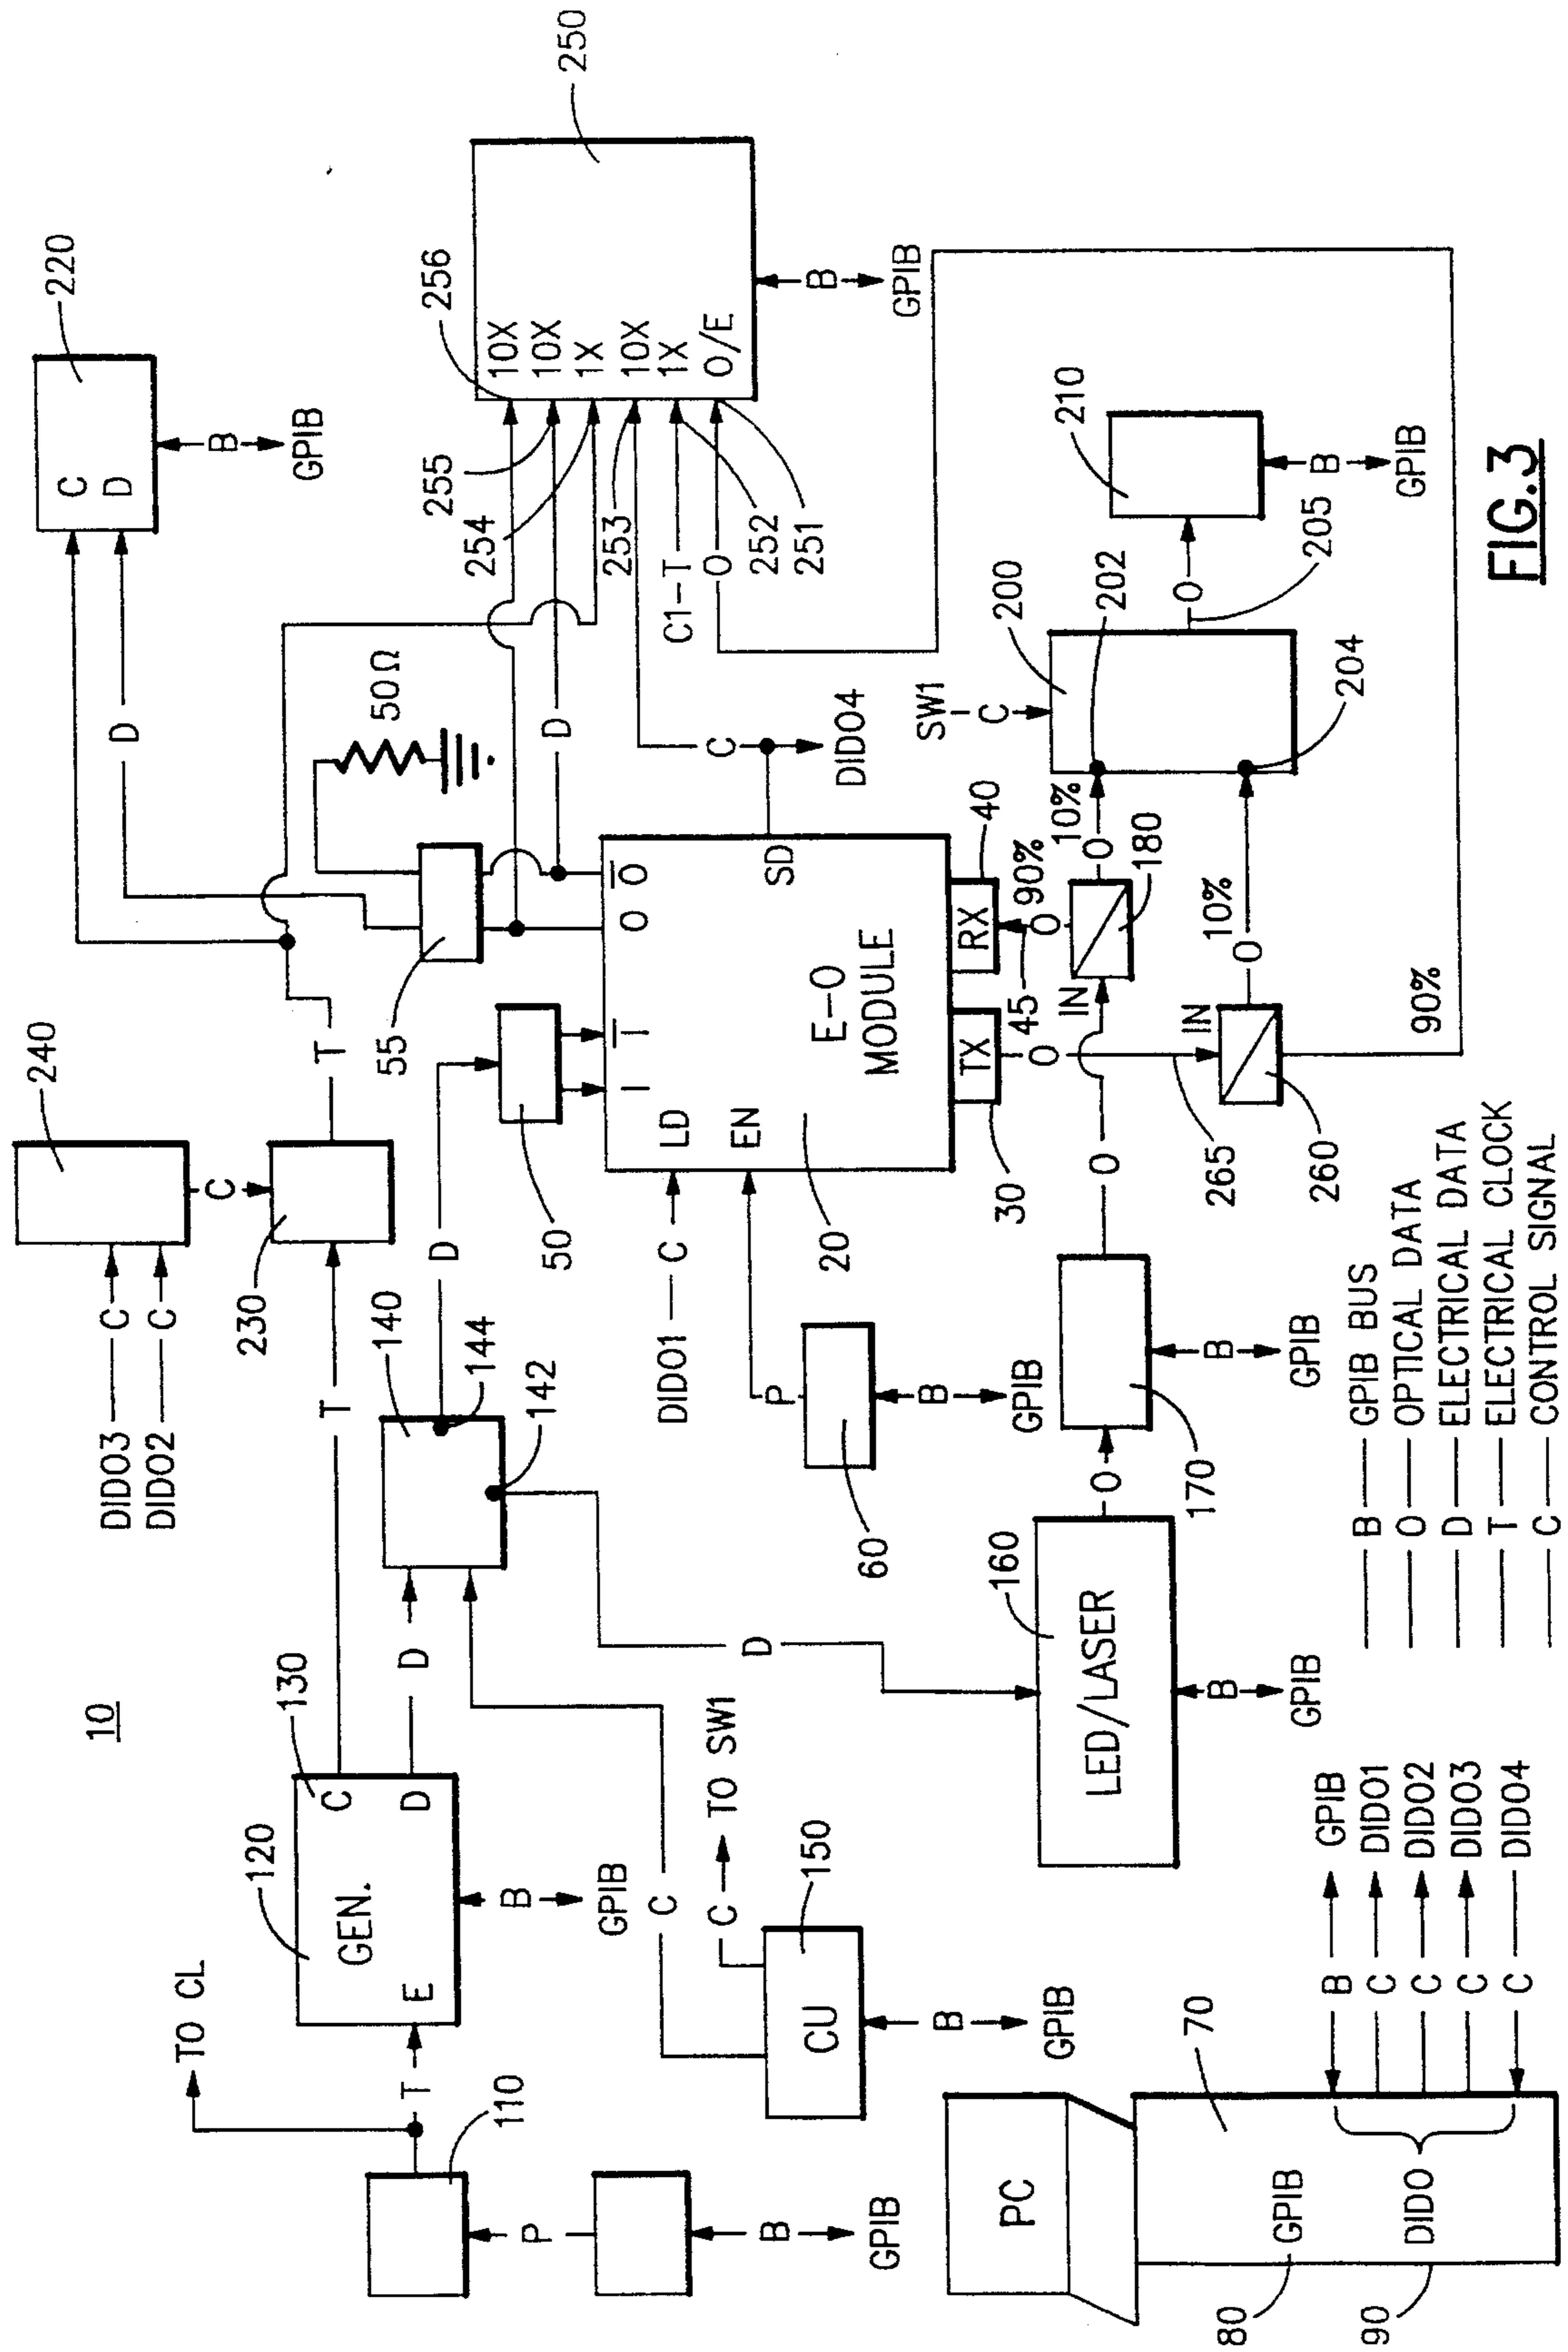 10
TO CL
T
110
P
B
GPIB
120
GEN.
E
C
D
130
B
GPIB
T
D
C
140
144
142
D
D
CU
150
C
TO SW1
B
GPIB
DIDO3
C
DIDO2
C
240
C
230
T
220
C
D
B
GPIB
D
55
50Ω
50
I
I
O
O
D
LD
EN
SD
E-O
MODULE
20
TX
RX
30
40
DIDO1
C
P
60
B
GPIB
C
DIDO4
250
256
255
254
253
252
251
10X
10X
1X
10X
1X
O/E
C1-T
O
B
GPIB
LED/LASER
160
B
GPIB
O
170
B
GPIB
O
IN
180
45
O
90%
O
10%
O
265
IN
260
O
10%
90%
SW1
C
200
202
204
205
O
210
B
GPIB
PC
70
80
GPIB
90
DIDO
B
GPIB
C
DIDO1
C
DIDO2
C
DIDO3
C
DIDO4
B GPIB BUS
O OPTICAL DATA
D ELECTRICAL DATA
T ELECTRICAL CLOCK
C CONTROL SIGNAL
FIG.3